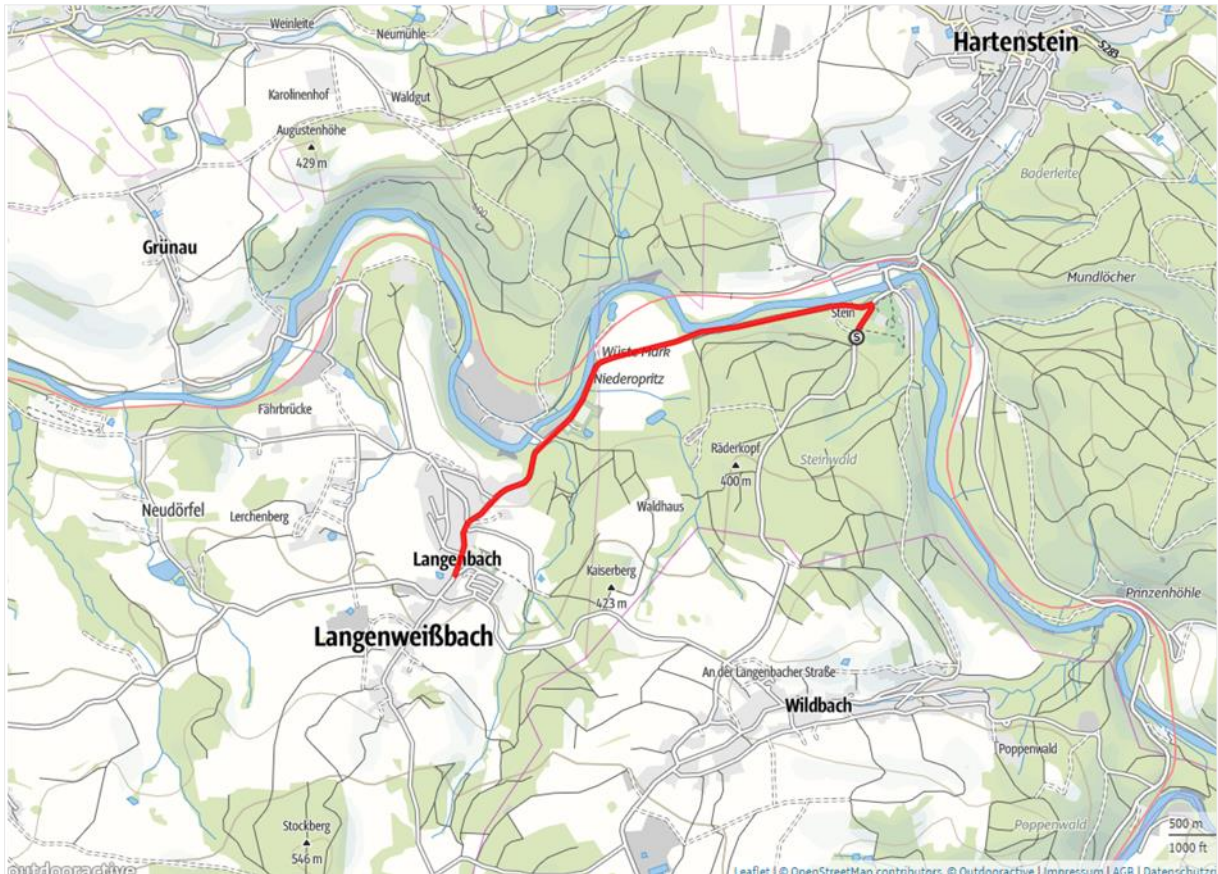 Weinleite
Neumühle
Hartenstein
S283
Karolinenhof
Waldgut
Augustenhöhe
429 m
Boderleite
400
Grünau
Mundlöcher
Stein
S
Wüste Mark
Niederopritz
Fährbrücke
Räderkopf
400 m
Steinwald
Neudörfel
Lerchenberg
Waldhaus
Langenbach
Kaiserberg
423 m
Prinzenhöhle
Langenweißbach
An der Langenbacher Straße
Wildbach
Poppenwald
Stockberg
546 m
Poppenwald
500 m
1000 ft
outdooractive
Leaflet | © OpenStreetMap contributors, © Outdooractive | Impressum | AGB | Datenschutz